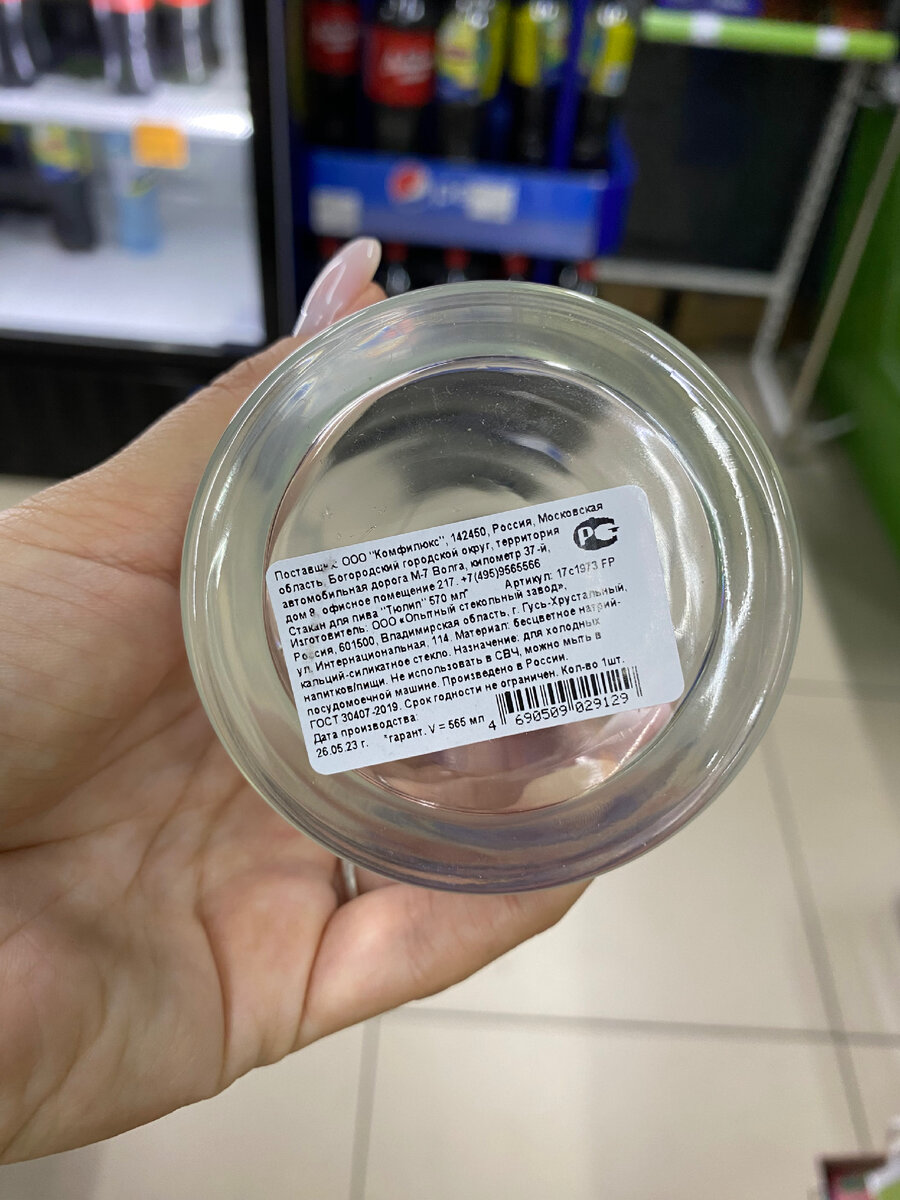 Поставщик: ООО "Комфилюкс", 142450, Россия, Московская
область, Богородский городской округ, территория
автомобильная дорога М-7 Волга, километр 37-й,
дом 8, офисное помещение 217. +7(495)9565566
Стакан для пива "Тюлип" 570 мл* Артикул: 17с1973 FP
Изготовитель: ООО «Опытный стекольный завод»,
Россия, 601500, Владимирская область, г. Гусь-Хрустальный,
ул. Интернациональная, 114. Материал: бесцветное натрий-
кальций-силикатное стекло. Назначение: для холодных
напитков/пищи. Не использовать в СВЧ, можно мыть в
посудомоечной машине. Произведено в России.
ГОСТ 30407-2019. Срок годности не ограничен. Кол-во 1шт.
Дата производства:
26.05.23 г. *гарант. V = 565 мл
4 690509 029129
РС